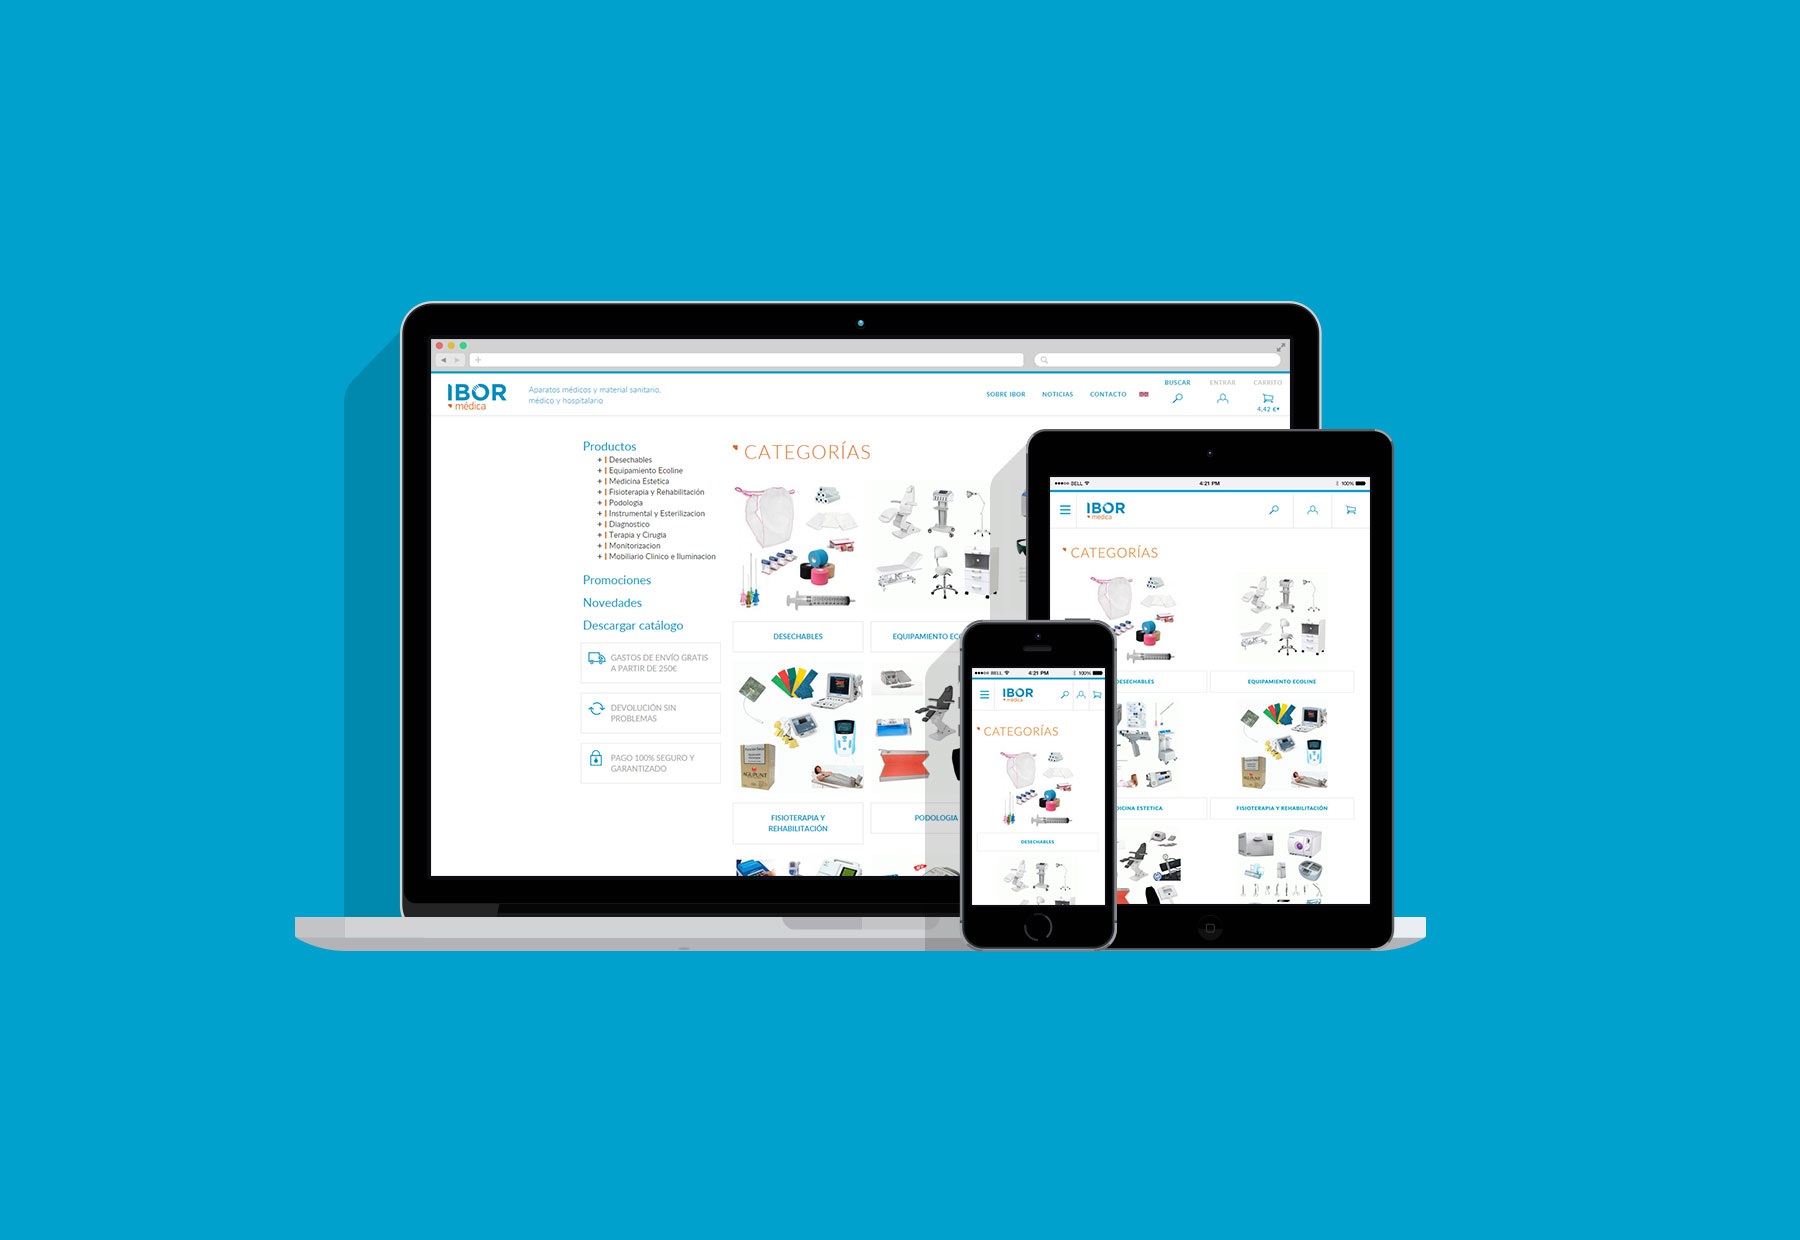 IBOR
médica
Aparatos médicos y material sanitario,
médico y hospitalario
SOBRE IBOR
NOTICIAS
CONTACTO
BUSCAR
ENTRAR
CARRITO
4,42 €
Productos
+ | Desechables
+ | Equipamiento Ecoline
+ | Medicina Estetica
+ | Fisioterapia y Rehabilitación
+ | Podologia
+ | Instrumental y Esterilizacion
+ | Diagnostico
+ | Terapia y Cirugia
+ | Monitorizacion
+ | Mobiliario Clinico e Iluminacion
Promociones
Novedades
Descargar catálogo
GASTOS DE ENVÍO GRATIS
A PARTIR DE 250€
DEVOLUCIÓN SIN
PROBLEMAS
PAGO 100% SEGURO Y
GARANTIZADO
CATEGORÍAS
DESECHABLES
EQUIPAMIENTO ECO
AGUPUNT
FISIOTERAPIA Y
REHABILITACIÓN
PODOLOGIA
BELL
4:21 PM
100%
IBOR
médica
CATEGORÍAS
DESECHABLES
BELL
4:21 PM
100%
IBOR
médica
CATEGORÍAS
DESECHABLES
EQUIPAMIENTO ECOLINE
ICINA ESTETICA
FISIOTERAPIA Y REHABILITACIÓN